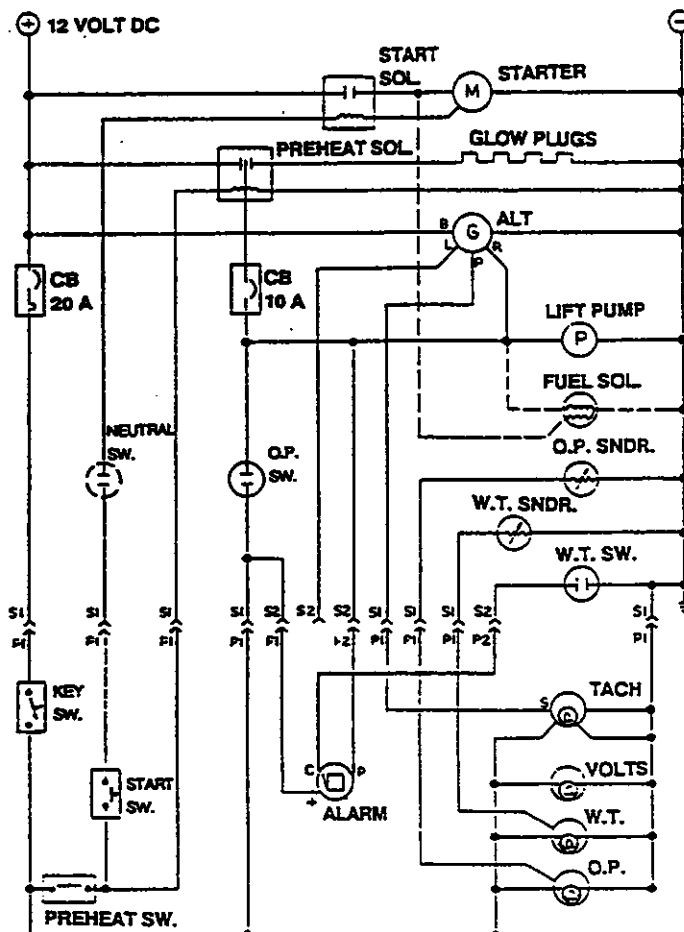 + 12 VOLT DC −
START
SOL.
STARTER
M
PREHEAT SOL.
GLOW PLUGS
ALT
B
G
L
P
R
CB
20 A
CB
10 A
LIFT PUMP
P
FUEL SOL.
NEUTRAL
SW.
O.P.
SW.
O.P. SNDR.
W.T. SNDR.
W.T. SW.
S1 S1 S1 S1 S2 S2 S2 S1 S1 S1 S2 S1
P1 P1 P1 P1 P1 P1 P1 P2 P1
KEY
SW.
START
SW.
C P
+
ALARM
S
TACH
VOLTS
W.T.
O.P.
PREHEAT SW.